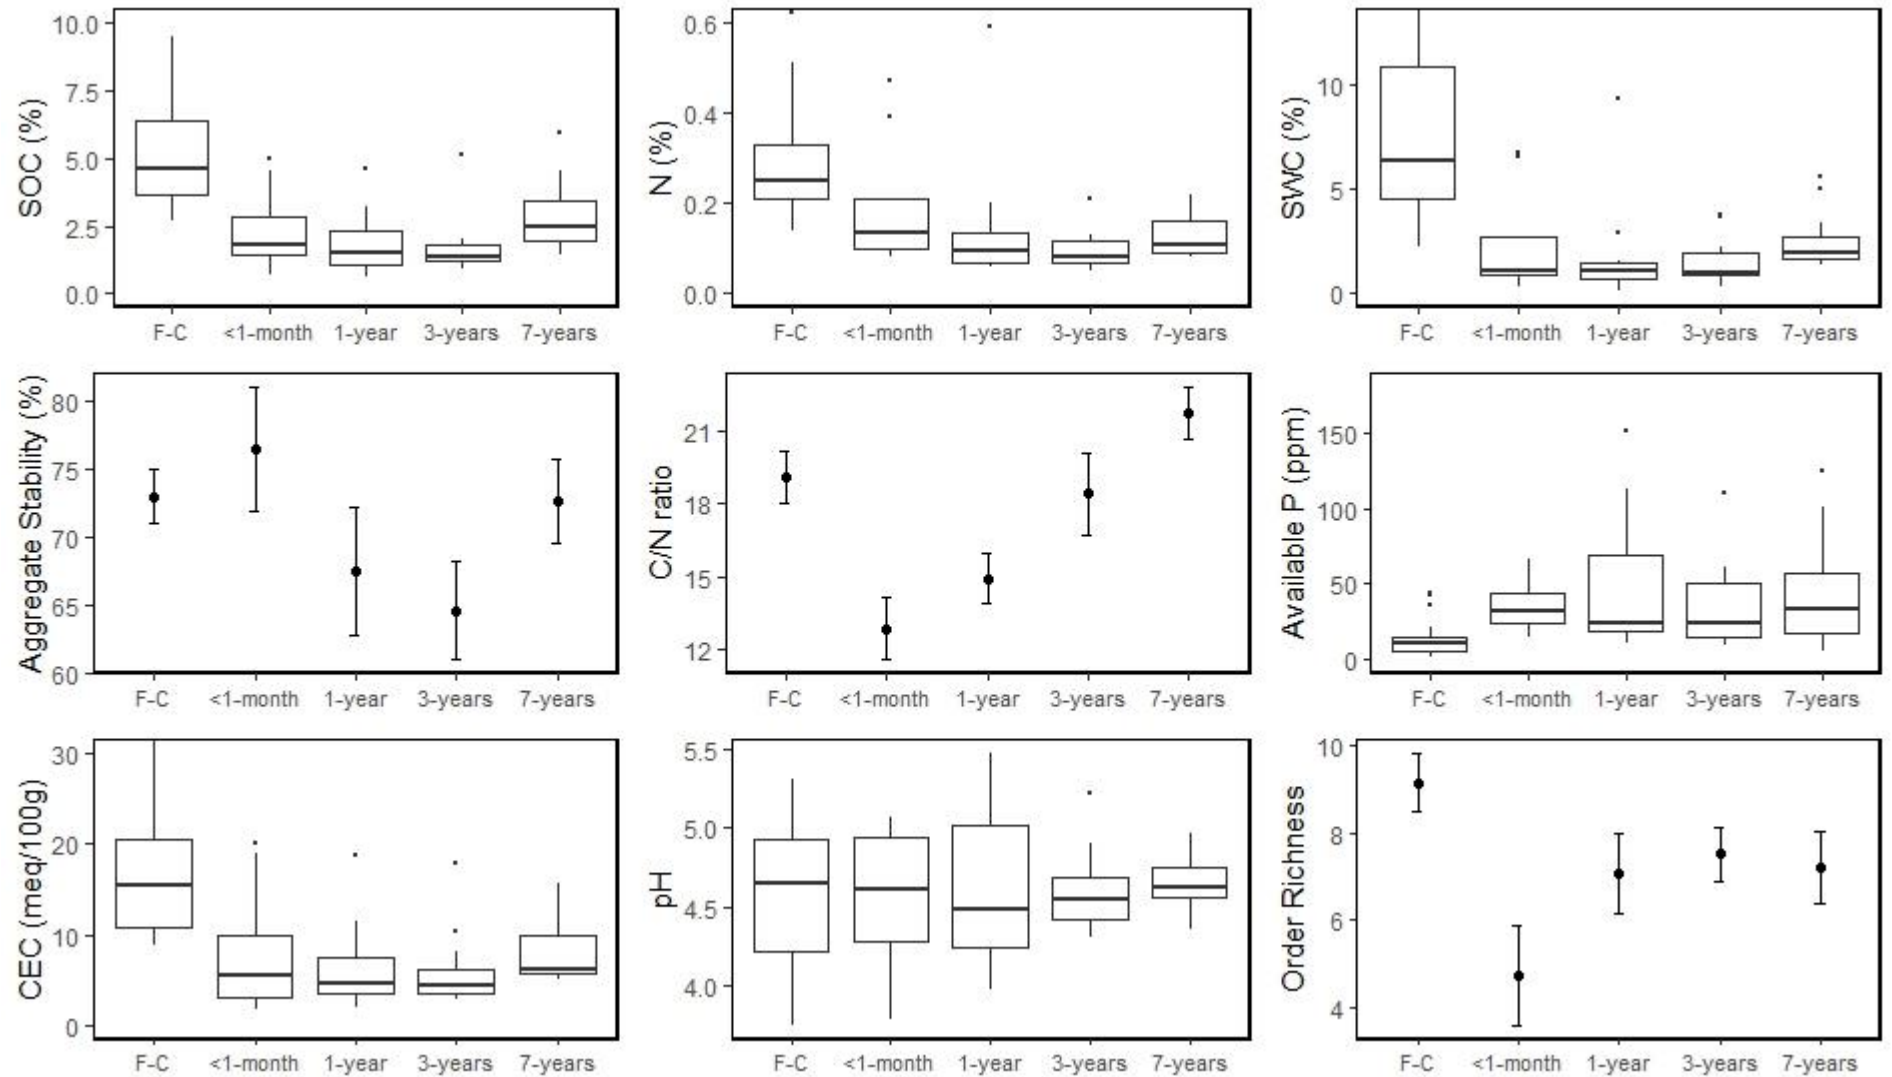 SOC (%)
10.0
7.5
5.0
2.5
0.0
F-C <1-month 1-year 3-years 7-years
N (%)
0.6
0.4
0.2
0.0
F-C <1-month 1-year 3-years 7-years
SWC (%)
10
5
0
F-C <1-month 1-year 3-years 7-years
Aggregate Stability (%)
80
75
70
65
60
F-C <1-month 1-year 3-years 7-years
C/N ratio
21
18
15
12
F-C <1-month 1-year 3-years 7-years
Available P (ppm)
150
100
50
0
F-C <1-month 1-year 3-years 7-years
CEC (meq/100g)
30
20
10
0
F-C <1-month 1-year 3-years 7-years
pH
5.5
5.0
4.5
4.0
F-C <1-month 1-year 3-years 7-years
Order Richness
10
8
6
4
F-C <1-month 1-year 3-years 7-years